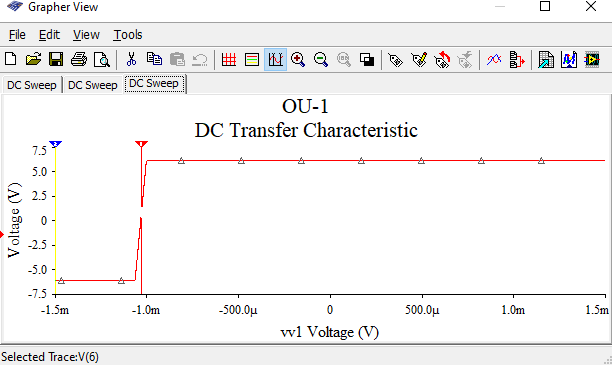 Grapher View
File Edit View Tools
DC Sweep DC Sweep DC Sweep
OU-1
DC Transfer Characteristic
Voltage (V)
7.5
5.0
2.5
0
-2.5
-5.0
-7.5
-1.5m -1.0m -500.0μ 0 500.0μ 1.0m 1.5m
vv1 Voltage (V)
Selected Trace:V(6)